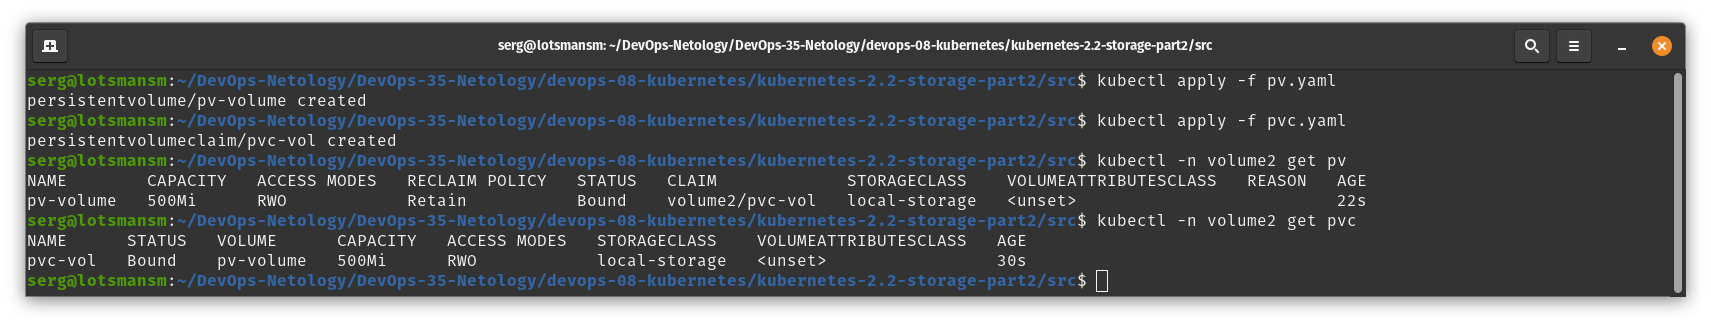 serg@lotsmansm: ~/DevOps-Netology/DevOps-35-Netology/devops-08-kubernetes/kubernetes-2.2-storage-part2/src
serg@lotsmansm:~/DevOps-Netology/DevOps-35-Netology/devops-08-kubernetes/kubernetes-2.2-storage-part2/src$ kubectl apply -f pv.yaml
persistentvolume/pv-volume created
serg@lotsmansm:~/DevOps-Netology/DevOps-35-Netology/devops-08-kubernetes/kubernetes-2.2-storage-part2/src$ kubectl apply -f pvc.yaml
persistentvolumeclaim/pvc-vol created
serg@lotsmansm:~/DevOps-Netology/DevOps-35-Netology/devops-08-kubernetes/kubernetes-2.2-storage-part2/src$ kubectl -n volume2 get pv
NAME        CAPACITY   ACCESS MODES   RECLAIM POLICY   STATUS   CLAIM             STORAGECLASS    VOLUMEATTRIBUTESCLASS   REASON   AGE
pv-volume   500Mi      RWO            Retain           Bound    volume2/pvc-vol   local-storage   <unset>                          22s
serg@lotsmansm:~/DevOps-Netology/DevOps-35-Netology/devops-08-kubernetes/kubernetes-2.2-storage-part2/src$ kubectl -n volume2 get pvc
NAME      STATUS   VOLUME      CAPACITY   ACCESS MODES   STORAGECLASS    VOLUMEATTRIBUTESCLASS   AGE
pvc-vol   Bound    pv-volume   500Mi      RWO            local-storage   <unset>                 30s
serg@lotsmansm:~/DevOps-Netology/DevOps-35-Netology/devops-08-kubernetes/kubernetes-2.2-storage-part2/src$